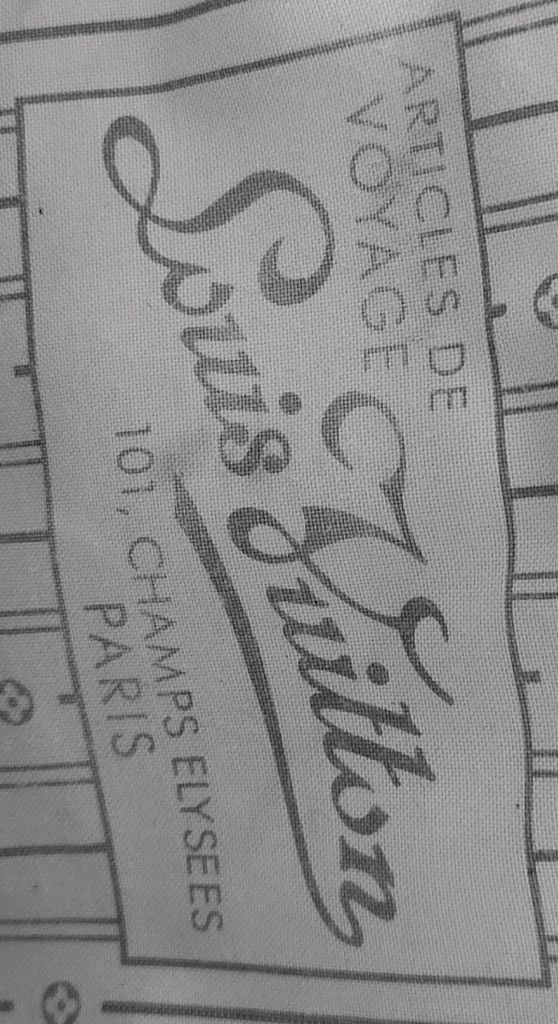 ARTICLES DE
VOYAGE
Louis Vuitton
101, CHAMPS ELYSEES
PARIS